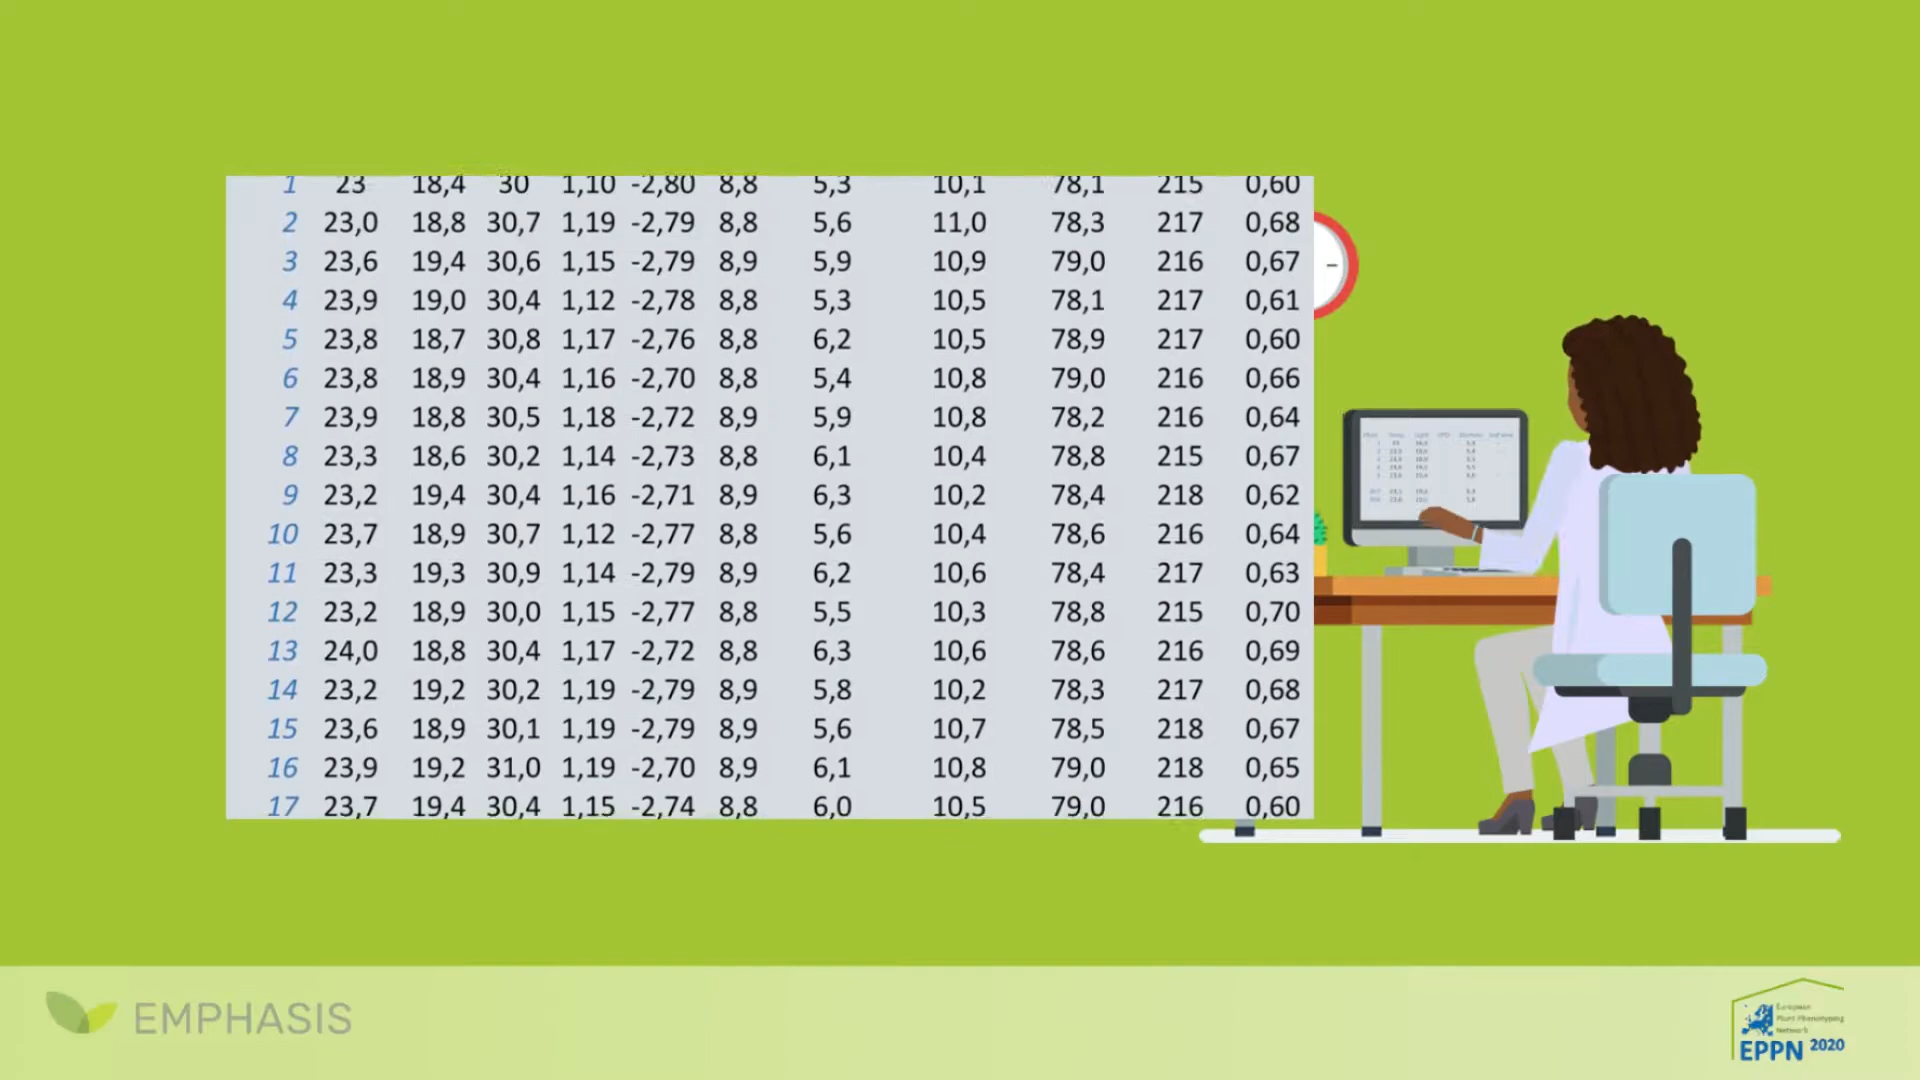 1 23 18,4 30 1,10 -2,80 8,8 5,3 10,1 78,1 215 0,60
2 23,0 18,8 30,7 1,19 -2,79 8,8 5,6 11,0 78,3 217 0,68
3 23,6 19,4 30,6 1,15 -2,79 8,9 5,9 10,9 79,0 216 0,67
4 23,9 19,0 30,4 1,12 -2,78 8,8 5,3 10,5 78,1 217 0,61
5 23,8 18,7 30,8 1,17 -2,76 8,8 6,2 10,5 78,9 217 0,60
6 23,8 18,9 30,4 1,16 -2,70 8,8 5,4 10,8 79,0 216 0,66
7 23,9 18,8 30,5 1,18 -2,72 8,9 5,9 10,8 78,2 216 0,64
8 23,3 18,6 30,2 1,14 -2,73 8,8 6,1 10,4 78,8 215 0,67
9 23,2 19,4 30,4 1,16 -2,71 8,9 6,3 10,2 78,4 218 0,62
10 23,7 18,9 30,7 1,12 -2,77 8,8 5,6 10,4 78,6 216 0,64
11 23,3 19,3 30,9 1,14 -2,79 8,9 6,2 10,6 78,4 217 0,63
12 23,2 18,9 30,0 1,15 -2,77 8,8 5,5 10,3 78,8 215 0,70
13 24,0 18,8 30,4 1,17 -2,72 8,8 6,3 10,6 78,6 216 0,69
14 23,2 19,2 30,2 1,19 -2,79 8,9 5,8 10,2 78,3 217 0,68
15 23,6 18,9 30,1 1,19 -2,79 8,9 5,6 10,7 78,5 218 0,67
16 23,9 19,2 31,0 1,19 -2,70 8,9 6,1 10,8 79,0 218 0,65
17 23,7 19,4 30,4 1,15 -2,74 8,8 6,0 10,5 79,0 216 0,60
EMPHASIS
European
Plant Phenotyping
Network
EPPN 2020